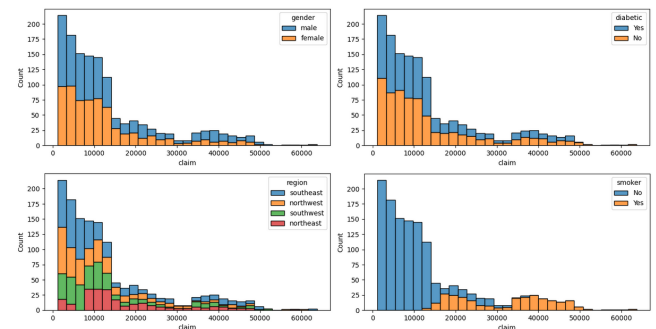 gender
male
female
200
175
150
125
100
75
50
25
0
Count
0
10000
20000
30000
40000
50000
60000
claim
diabetic
Yes
No
200
175
150
125
100
75
50
25
0
Count
0
10000
20000
30000
40000
50000
60000
claim
region
southeast
northwest
southwest
northeast
200
175
150
125
100
75
50
25
0
Count
0
10000
20000
30000
40000
50000
60000
claim
smoker
No
Yes
200
175
150
125
100
75
50
25
0
Count
0
10000
20000
30000
40000
50000
60000
claim